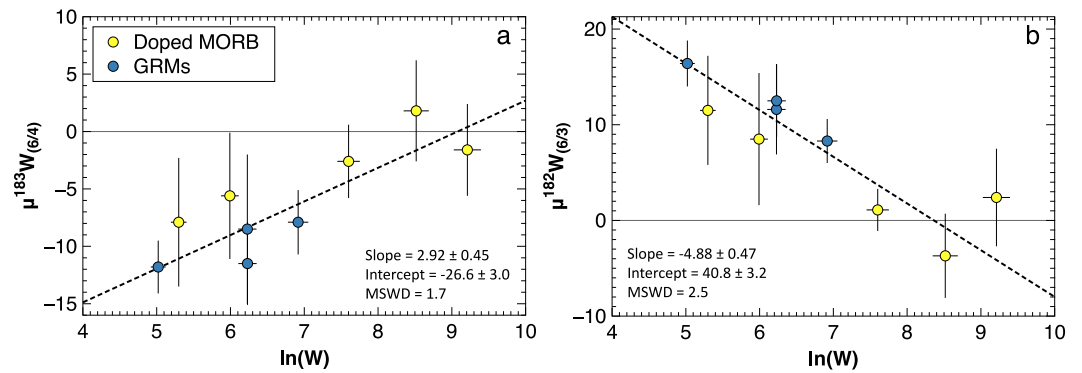 a
Doped MORB
GRMs
10
5
0
−5
−10
−15
μ¹⁸³W(6/4)
Slope = 2.92 ± 0.45
Intercept = -26.6 ± 3.0
MSWD = 1.7
4 5 6 7 8 9 10
ln(W)
b
20
10
0
−10
μ¹⁸²W(6/3)
Slope = -4.88 ± 0.47
Intercept = 40.8 ± 3.2
MSWD = 2.5
4 5 6 7 8 9 10
ln(W)